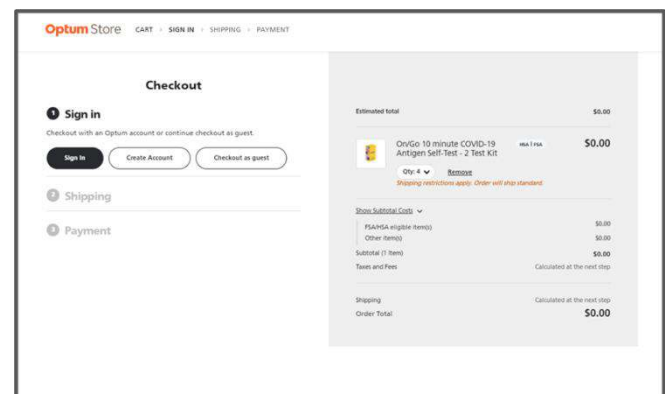 Optum Store CART > SIGN IN > SHIPPING > PAYMENT
Checkout
1 Sign in
Checkout with an Optum account or continue checkout as guest.
Sign In Create Account Checkout as guest
2 Shipping
3 Payment
Estimated total $0.00
On/Go 10 minute COVID-19 Antigen Self-Test - 2 Test Kit
HSA | FSA
$0.00
Qty: 4
Remove
Shipping restrictions apply. Order will ship standard.
Show Subtotal Costs
FSA/HSA eligible item(s) $0.00
Other item(s) $0.00
Subtotal (1 item) $0.00
Taxes and Fees Calculated at the next step
Shipping Calculated at the next step
Order Total $0.00